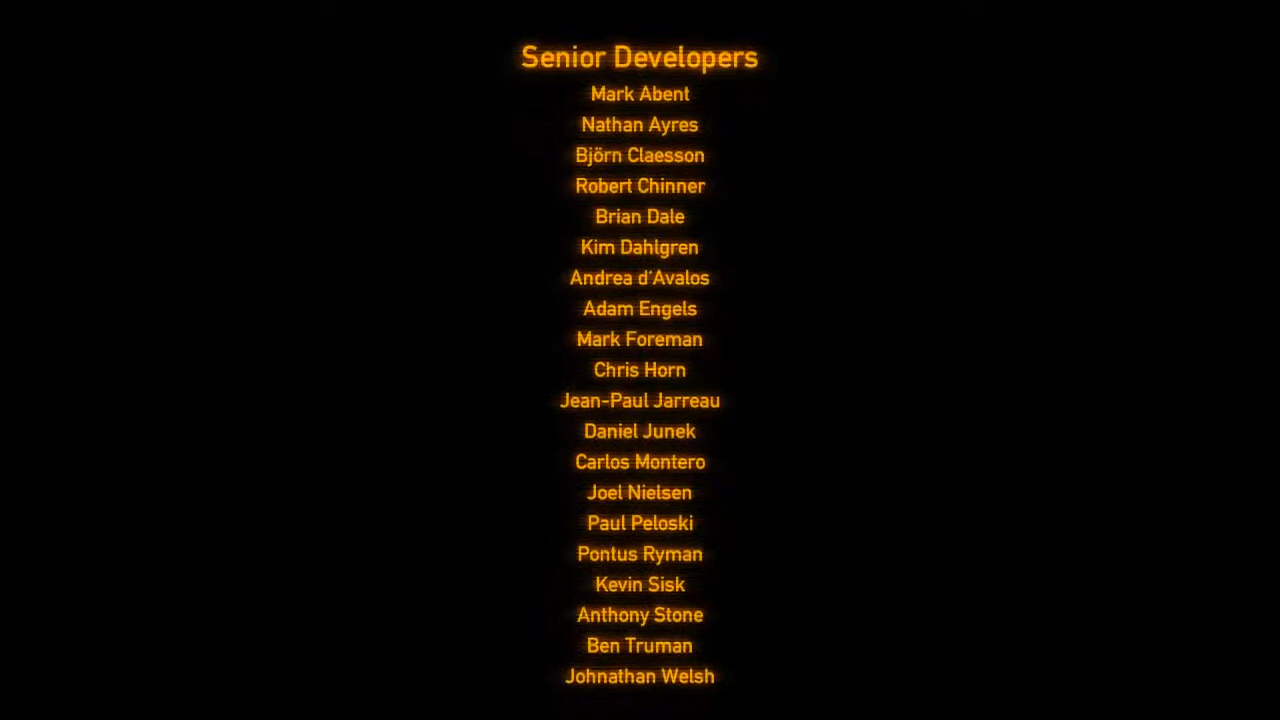 Senior Developers
Mark Abent
Nathan Ayres
Björn Claesson
Robert Chinner
Brian Dale
Kim Dahlgren
Andrea d'Avalos
Adam Engels
Mark Foreman
Chris Horn
Jean-Paul Jarreau
Daniel Junek
Carlos Montero
Joel Nielsen
Paul Peloski
Pontus Ryman
Kevin Sisk
Anthony Stone
Ben Truman
Johnathan Welsh